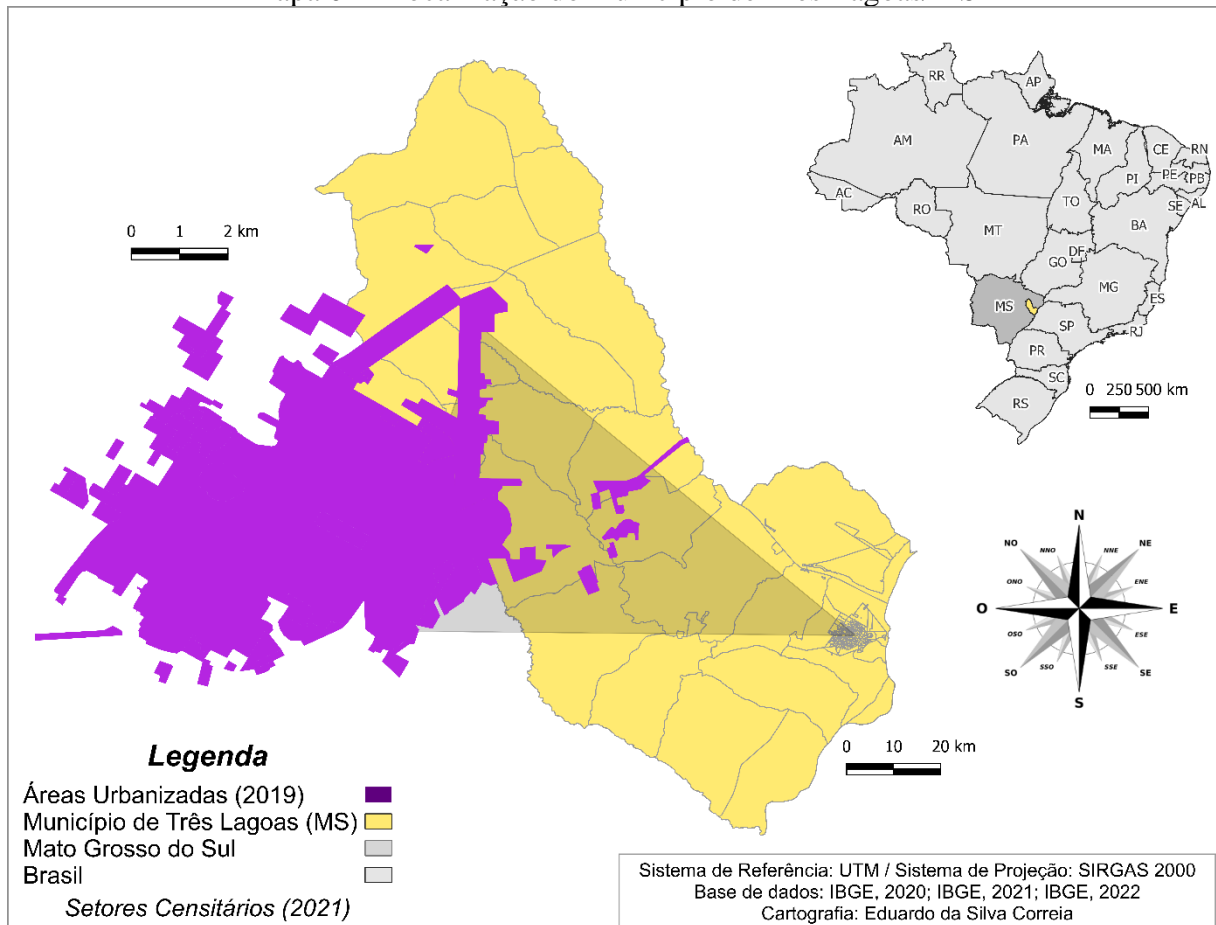 0 1 2 km
RR
AP
AM
PA
MA
CE
RN
PI
PE
PB
AC
TO
AL
RO
SE
BA
MT
DF
GO
MG
MS
ES
SP
RJ
PR
SC
0 250 500 km
RS
N
NO
NNO
NNE
NE
ONO
ENE
O
E
OSO
ESE
SO
SSO
SSE
SE
S
0 10 20 km
Legenda
Áreas Urbanizadas (2019)
Município de Três Lagoas (MS)
Mato Grosso do Sul
Brasil
Setores Censitários (2021)
Sistema de Referência: UTM / Sistema de Projeção: SIRGAS 2000
Base de dados: IBGE, 2020; IBGE, 2021; IBGE, 2022
Cartografia: Eduardo da Silva Correia